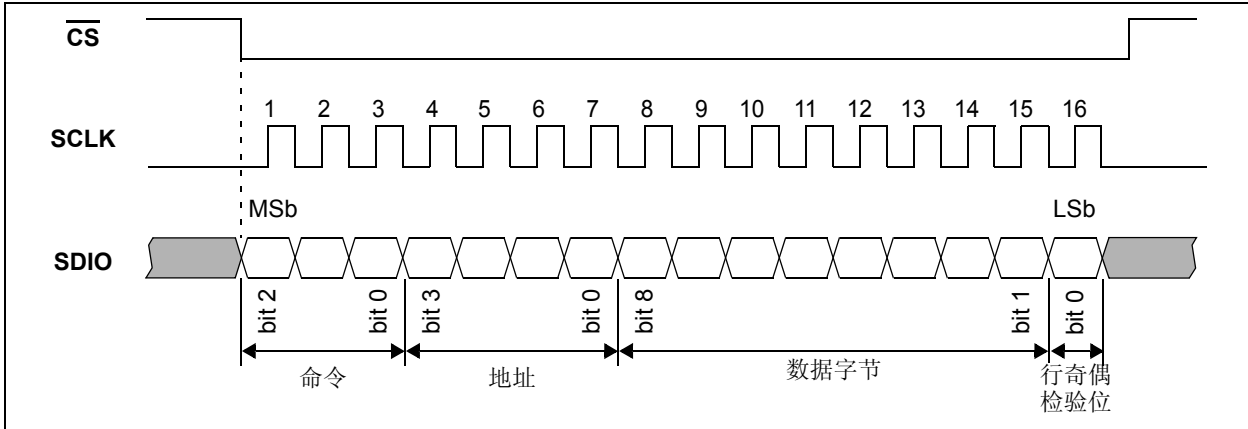 CS
1 2 3 4 5 6 7 8 9 10 11 12 13 14 15 16
SCLK
MSb LSb
SDIO
bit 2 bit 0 bit 3 bit 0 bit 8 bit 1 bit 0
命令 地址 数据字节 行奇偶
检验位